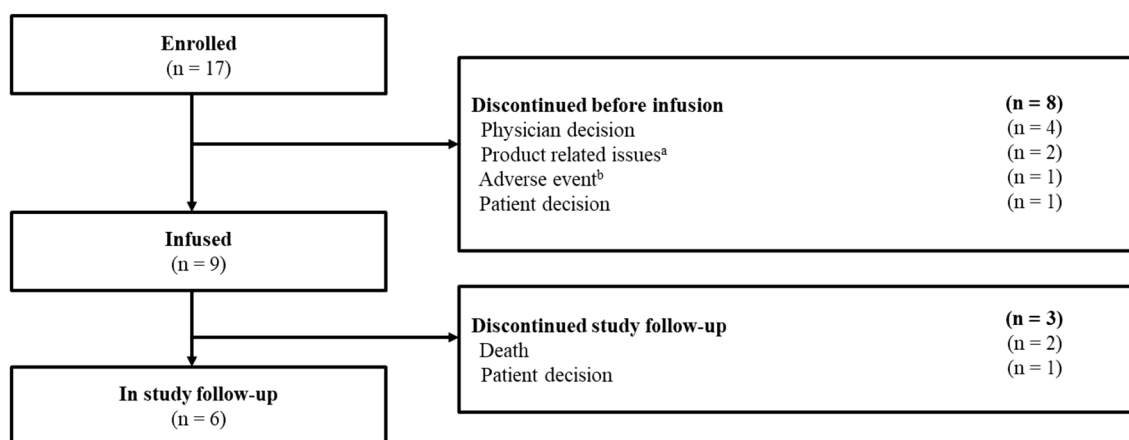 Enrolled
(n = 17)
Discontinued before infusion (n = 8)
Physician decision (n = 4)
Product related issuesᵃ (n = 2)
Adverse eventᵇ (n = 1)
Patient decision (n = 1)
Infused
(n = 9)
Discontinued study follow-up (n = 3)
Death (n = 2)
Patient decision (n = 1)
In study follow-up
(n = 6)